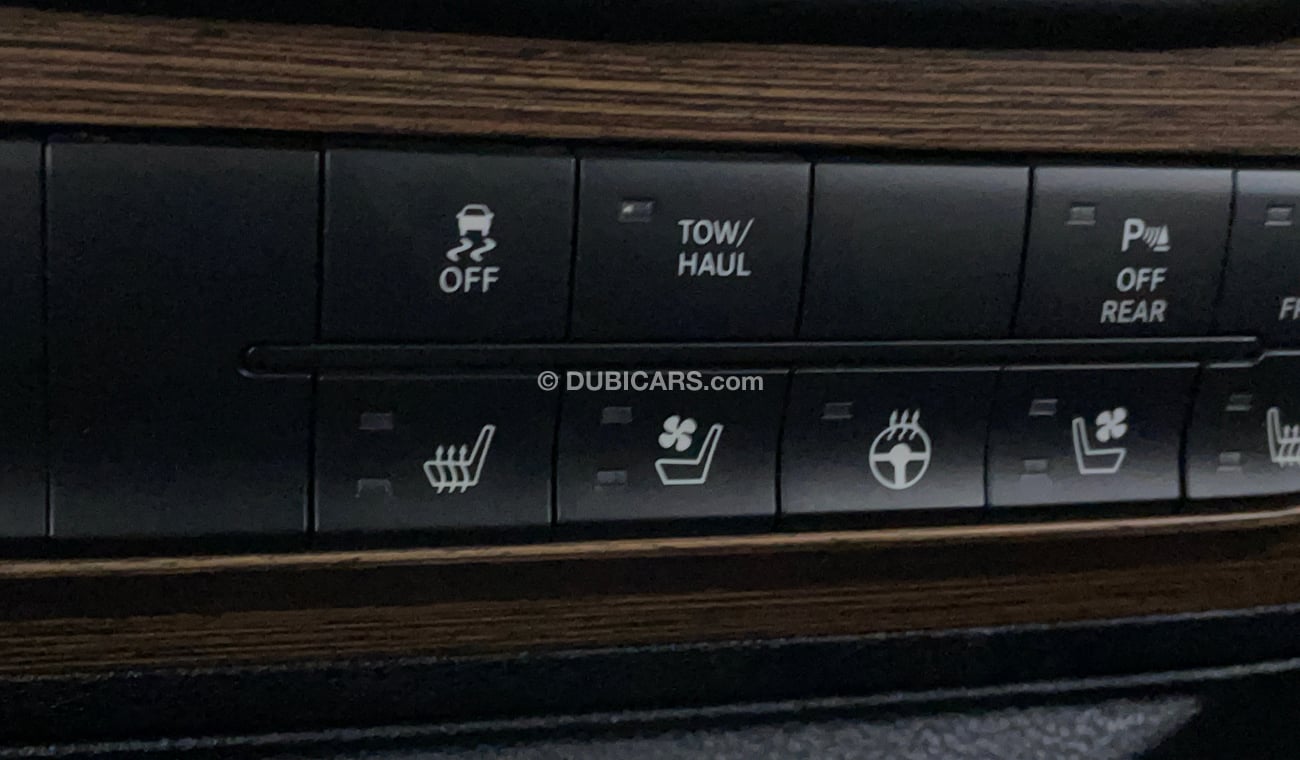 OFF
TOW/
HAUL
P
OFF
REAR
© DUBICARS.com